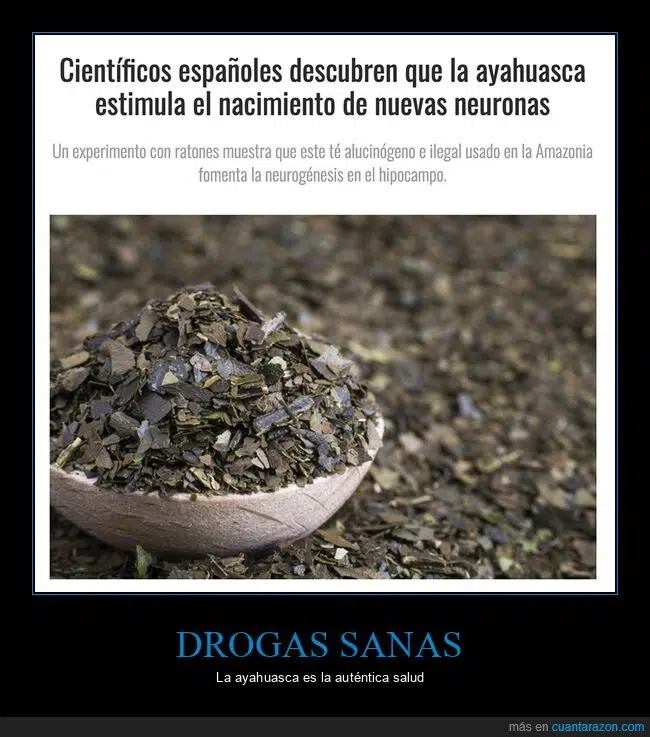 Científicos españoles descubren que la ayahuasca
estimula el nacimiento de nuevas neuronas
Un experimento con ratones muestra que este té alucinógeno e ilegal usado en la Amazonia
fomenta la neurogénesis en el hipocampo.
DROGAS SANAS
La ayahuasca es la auténtica salud
más en cuantarazon.com